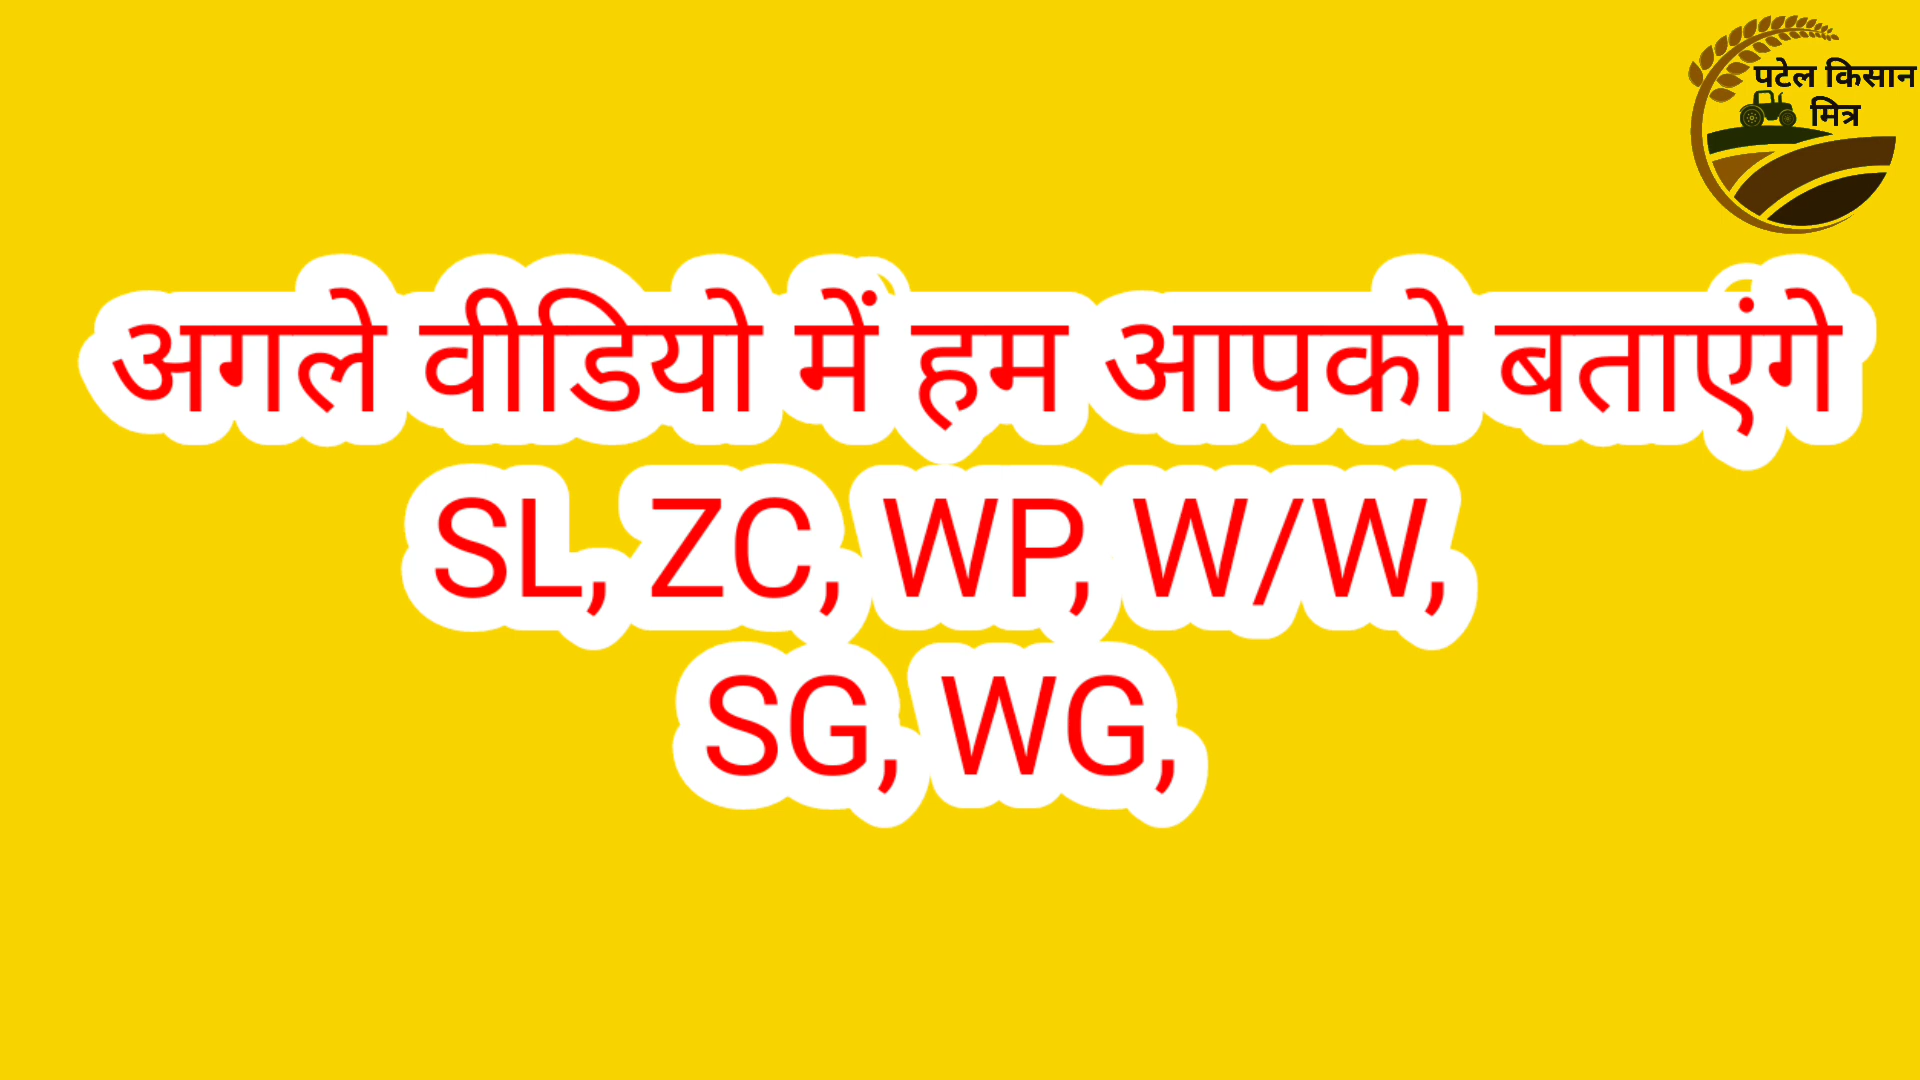 पटेल किसान
मित्र
अगले वीडियो में हम आपको बताएंगे
SL, ZC, WP, W/W,
SG, WG,